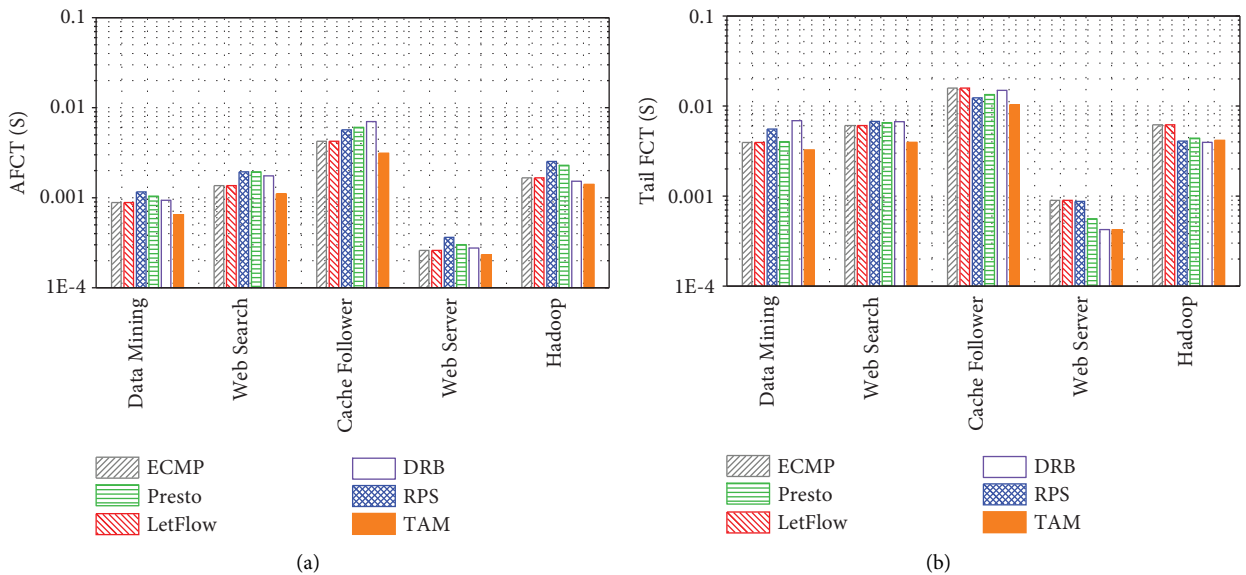 0.1
0.01
0.001
1E-4
AFCT (S)
Data Mining
Web Search
Cache Follower
Web Server
Hadoop
ECMP
Presto
LetFlow
DRB
RPS
TAM
(a)
0.1
0.01
0.001
1E-4
Tail FCT (S)
Data Mining
Web Search
Cache Follower
Web Server
Hadoop
ECMP
Presto
LetFlow
DRB
RPS
TAM
(b)